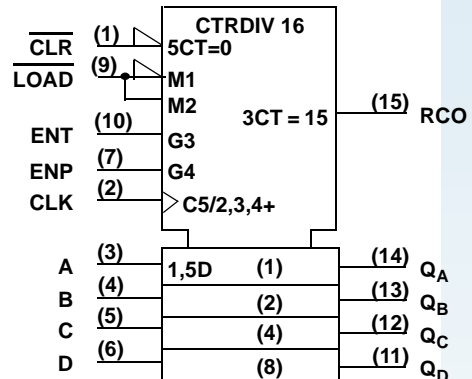 CTRDIV 16
CLR (1) 5CT=0
LOAD (9) M1
M2
3CT = 15 (15) RCO
ENT (10) G3
ENP (7) G4
CLK (2) C5/2,3,4+
A (3) 1,5D (1) (14) QA
B (4) (2) (13) QB
C (5) (4) (12) QC
D (6) (8) (11) QD